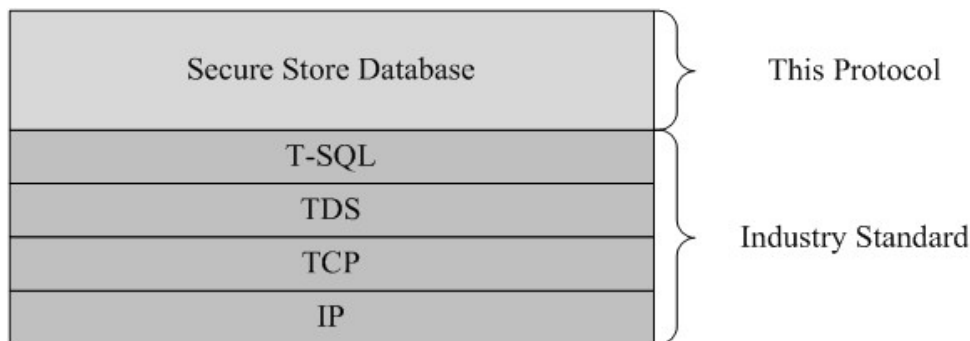 Secure Store Database
This Protocol
T-SQL
TDS
TCP
IP
Industry Standard